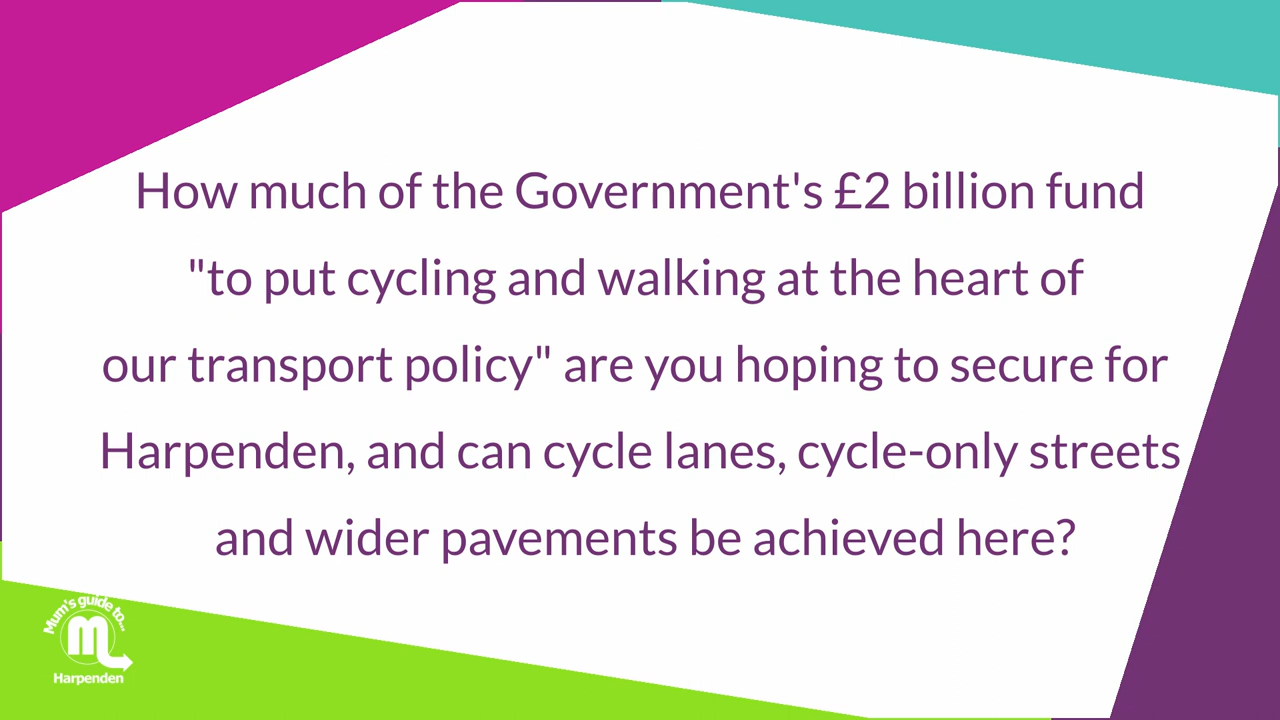 How much of the Government's £2 billion fund
"to put cycling and walking at the heart of
our transport policy" are you hoping to secure for
Harpenden, and can cycle lanes, cycle-only streets
and wider pavements be achieved here?
Mum's guide to...
m
Harpenden